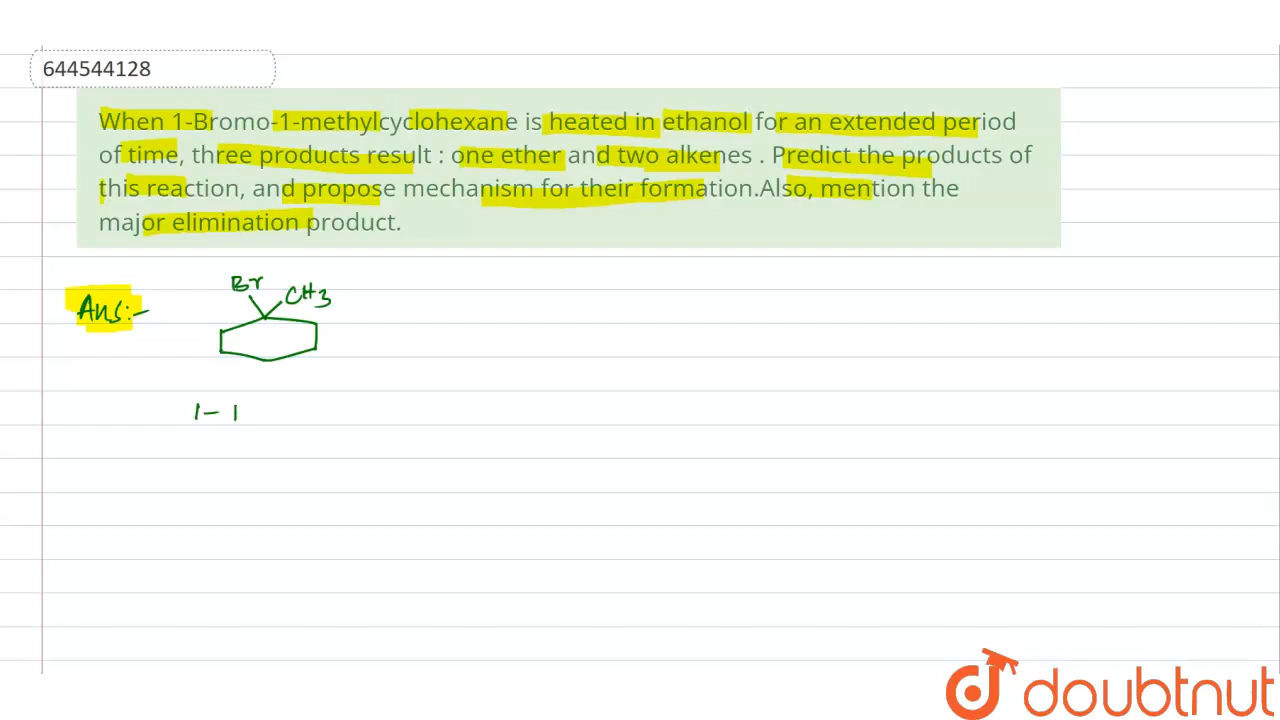 644544128
When 1-Bromo-1-methylcyclohexane is heated in ethanol for an extended period
of time, three products result : one ether and two alkenes . Predict the products of
this reaction, and propose mechanism for their formation.Also, mention the
major elimination product.
Ans:-
Br
CH3
1- 1
doubtnut